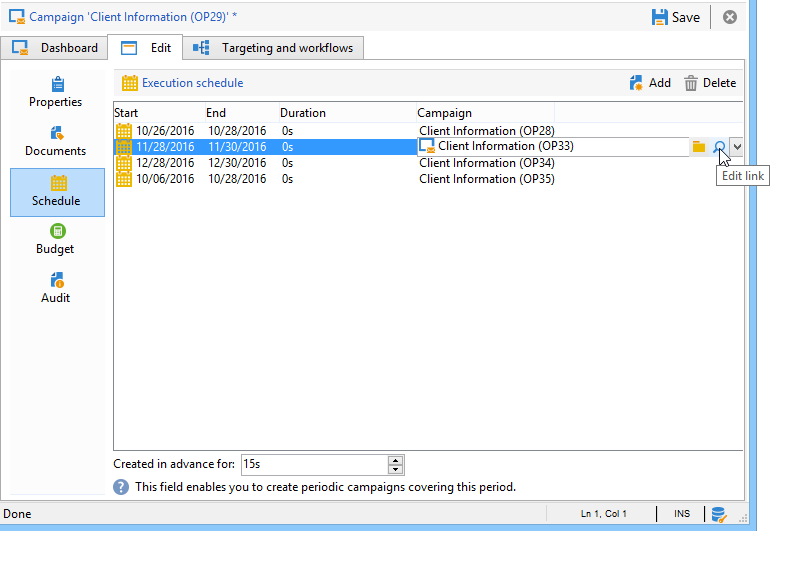 Campaign 'Client Information (OP29)' *
Save
Dashboard Edit Targeting and workflows
Properties
Documents
Schedule
Budget
Audit
Execution schedule Add Delete
Start End Duration Campaign
10/26/2016 10/28/2016 0s Client Information (OP28)
11/28/2016 11/30/2016 0s Client Information (OP33)
12/28/2016 12/30/2016 0s Client Information (OP34)
10/06/2016 10/28/2016 0s Client Information (OP35)
Edit link
Created in advance for: 15s
? This field enables you to create periodic campaigns covering this period.
Done Ln 1, Col 1 INS